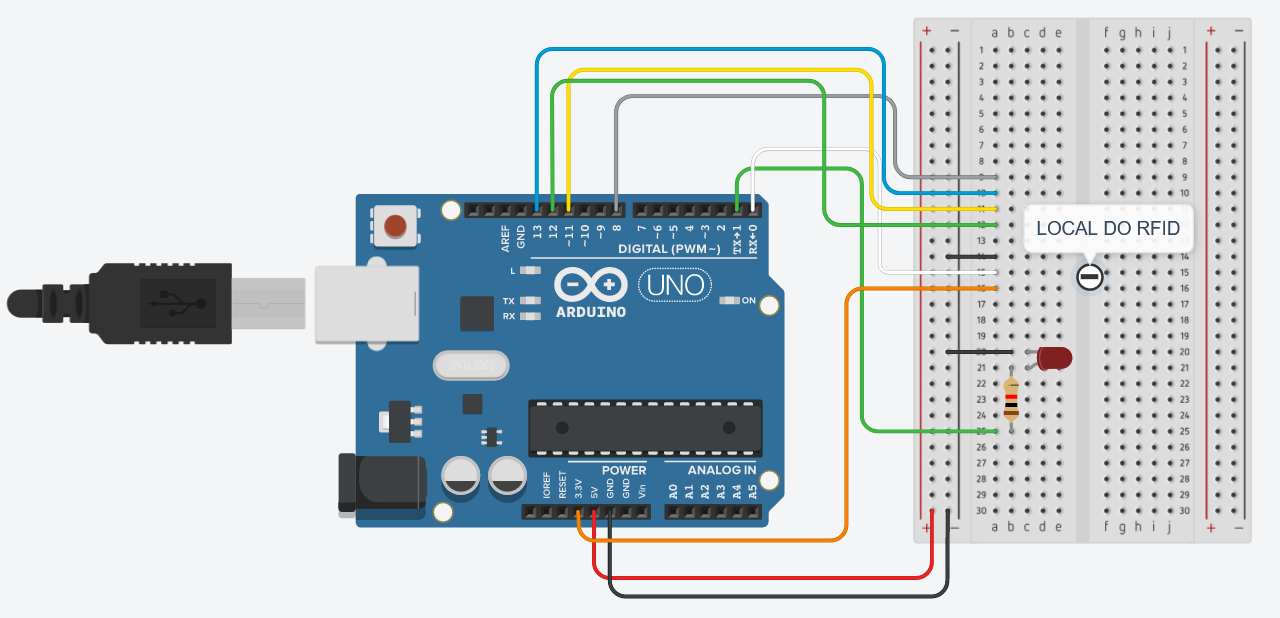 + − a b c d e f g h i j + −
1 1
2 2
3 3
4 4
5 5
6 6
7 7
8 8
9 9
10 10
11
12
13
14 14
15 15
16 16
17 17
18 18
19 19
20 20
21 21
22 22
23 23
24 24
25 25
26 26
27 27
28 28
29 29
30 30
+ − a b c d e f g h i j + −
LOCAL DO RFID
AREF
GND
13
12
~11
~10
~9
8
7
~6
~5
4
~3
2
TX→1
RX←0
DIGITAL (PWM~)
L
TX
RX
ARDUINO
UNO
ON
POWER
ANALOG IN
IOREF
RESET
3.3V
5V
GND
GND
Vin
A0
A1
A2
A3
A4
A5